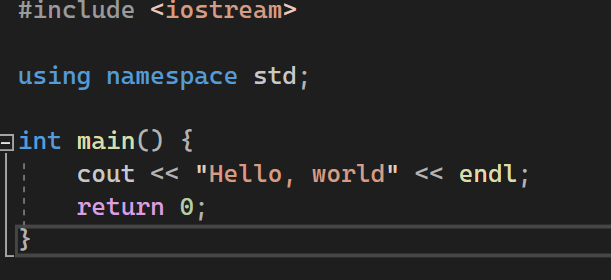 #include <iostream>
using namespace std;
int main() {
    cout << "Hello, world" << endl;
    return 0;
}